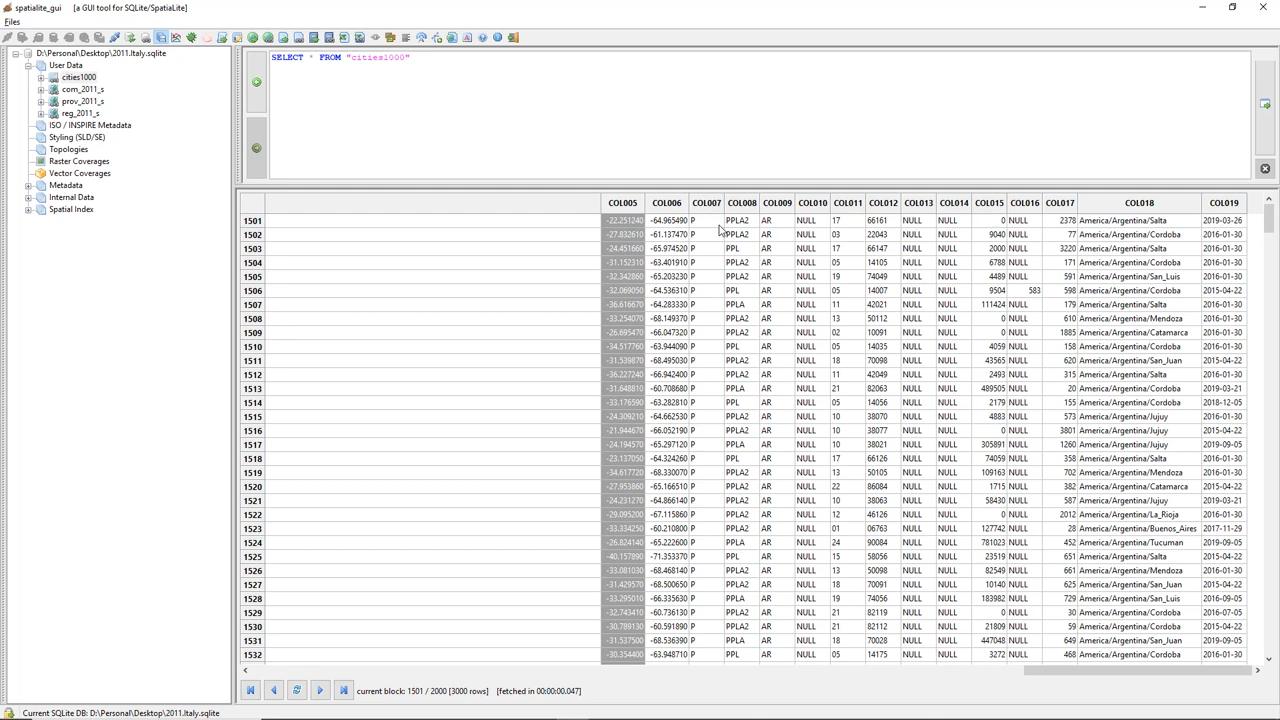 spatialite_gui [a GUI tool for SQLite/SpatiaLite]
Files
D:\Personal\Desktop\2011.Italy.sqlite
User Data
cities1000
com_2011_s
prov_2011_s
reg_2011_s
ISO / INSPIRE Metadata
Styling (SLD/SE)
Topologies
Raster Coverages
Vector Coverages
Metadata
Internal Data
Spatial Index
SELECT * FROM "cities1000"
COL005 COL006 COL007 COL008 COL009 COL010 COL011 COL012 COL013 COL014 COL015 COL016 COL017 COL018 COL019
1501 -22.251240 -64.965490 P PPLA2 AR NULL 17 66161 NULL NULL 0 NULL 2378 America/Argentina/Salta 2019-03-26
1502 -27.832610 -61.137470 P PPLA2 AR NULL 03 22043 NULL NULL 9040 NULL 77 America/Argentina/Cordoba 2016-01-30
1503 -24.451660 -65.974520 P PPL AR NULL 17 66147 NULL NULL 2000 NULL 3220 America/Argentina/Salta 2016-01-30
1504 -31.152310 -63.401910 P PPLA2 AR NULL 05 14105 NULL NULL 6788 NULL 171 America/Argentina/Cordoba 2016-01-30
1505 -32.342860 -65.203230 P PPLA2 AR NULL 19 74049 NULL NULL 4489 NULL 591 America/Argentina/San_Luis 2016-01-30
1506 -32.069050 -64.536310 P PPL AR NULL 05 14007 NULL NULL 9504 583 598 America/Argentina/Cordoba 2015-04-22
1507 -36.616670 -64.283330 P PPLA AR NULL 11 42021 NULL NULL 111424 NULL 179 America/Argentina/Salta 2016-01-30
1508 -33.254070 -68.149370 P PPLA2 AR NULL 13 50112 NULL NULL 0 NULL 610 America/Argentina/Mendoza 2016-01-30
1509 -26.695470 -66.047320 P PPLA2 AR NULL 02 10091 NULL NULL 0 NULL 1885 America/Argentina/Catamarca 2016-01-30
1510 -34.517760 -63.944090 P PPL AR NULL 05 14035 NULL NULL 4059 NULL 158 America/Argentina/Cordoba 2016-01-30
1511 -31.539870 -68.495030 P PPLA2 AR NULL 18 70098 NULL NULL 43565 NULL 620 America/Argentina/San_Juan 2015-04-22
1512 -36.227240 -66.942400 P PPLA2 AR NULL 11 42049 NULL NULL 2493 NULL 315 America/Argentina/Salta 2016-01-30
1513 -31.648810 -60.708680 P PPLA AR NULL 21 82063 NULL NULL 489505 NULL 20 America/Argentina/Cordoba 2019-03-21
1514 -33.176590 -63.282810 P PPL AR NULL 05 14056 NULL NULL 2179 NULL 155 America/Argentina/Cordoba 2018-12-05
1515 -24.309210 -64.662530 P PPLA2 AR NULL 10 38070 NULL NULL 4883 NULL 573 America/Argentina/Jujuy 2016-01-30
1516 -21.944670 -66.052190 P PPLA2 AR NULL 10 38077 NULL NULL 0 NULL 3801 America/Argentina/Jujuy 2015-04-22
1517 -24.194570 -65.297120 P PPLA AR NULL 10 38021 NULL NULL 305891 NULL 1260 America/Argentina/Jujuy 2019-09-05
1518 -23.137050 -64.324260 P PPL AR NULL 17 66126 NULL NULL 74059 NULL 358 America/Argentina/Salta 2016-01-30
1519 -34.617720 -68.330070 P PPLA2 AR NULL 13 50105 NULL NULL 109163 NULL 702 America/Argentina/Mendoza 2016-01-30
1520 -27.953860 -65.166510 P PPLA2 AR NULL 22 86084 NULL NULL 1715 NULL 382 America/Argentina/Catamarca 2015-04-22
1521 -24.231270 -64.866140 P PPLA2 AR NULL 10 38063 NULL NULL 58430 NULL 587 America/Argentina/Jujuy 2019-03-21
1522 -29.095200 -67.115860 P PPLA2 AR NULL 12 46126 NULL NULL 0 NULL 2012 America/Argentina/La_Rioja 2016-01-30
1523 -33.334250 -60.210800 P PPLA2 AR NULL 01 06763 NULL NULL 127742 NULL 28 America/Argentina/Buenos_Aires 2017-11-29
1524 -26.824140 -65.222600 P PPLA AR NULL 24 90084 NULL NULL 781023 NULL 452 America/Argentina/Tucuman 2019-09-05
1525 -40.157890 -71.353370 P PPL AR NULL 15 58056 NULL NULL 23519 NULL 651 America/Argentina/Salta 2015-04-22
1526 -33.081030 -68.468140 P PPLA2 AR NULL 13 50098 NULL NULL 82549 NULL 661 America/Argentina/Mendoza 2016-01-30
1527 -31.429570 -68.500650 P PPLA2 AR NULL 18 70091 NULL NULL 10140 NULL 625 America/Argentina/San_Juan 2015-04-22
1528 -33.295010 -66.335630 P PPLA AR NULL 19 74056 NULL NULL 183982 NULL 729 America/Argentina/San_Luis 2016-09-05
1529 -32.743410 -60.736130 P PPLA2 AR NULL 21 82119 NULL NULL 0 NULL 30 America/Argentina/Cordoba 2016-07-05
1530 -30.789130 -60.591890 P PPLA2 AR NULL 21 82112 NULL NULL 21809 NULL 59 America/Argentina/Cordoba 2015-04-22
1531 -31.537500 -68.536390 P PPLA AR NULL 18 70028 NULL NULL 447048 NULL 649 America/Argentina/San_Juan 2019-09-05
1532 -30.354400 -63.948710 P PPL AR NULL 05 14175 NULL NULL 3272 NULL 468 America/Argentina/Cordoba 2016-01-30
current block: 1501 / 2000 [3000 rows] [fetched in 00:00:00.047]
Current SQLite DB: D:\Personal\Desktop\2011.Italy.sqlite